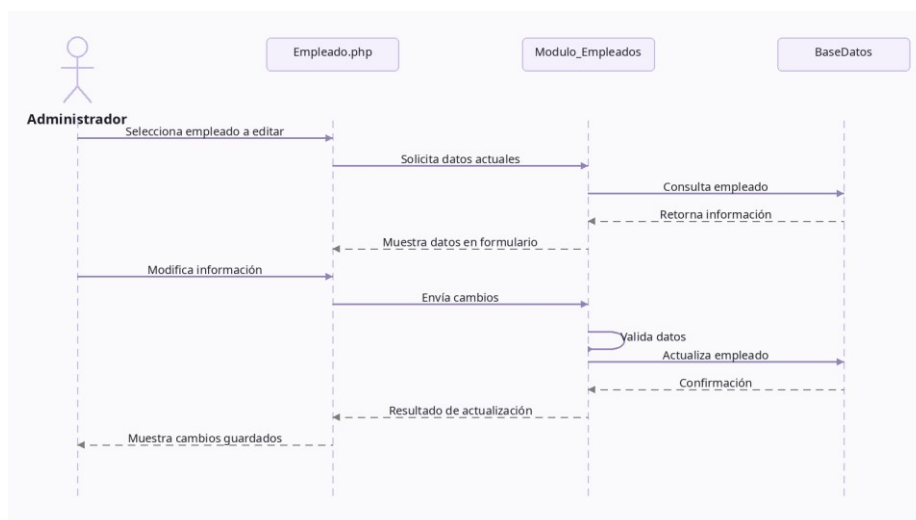 Empleado.php
Modulo_Empleados
BaseDatos
Administrador
Selecciona empleado a editar
Solicita datos actuales
Consulta empleado
Retorna información
Muestra datos en formulario
Modifica información
Envía cambios
Valida datos
Actualiza empleado
Confirmación
Resultado de actualización
Muestra cambios guardados